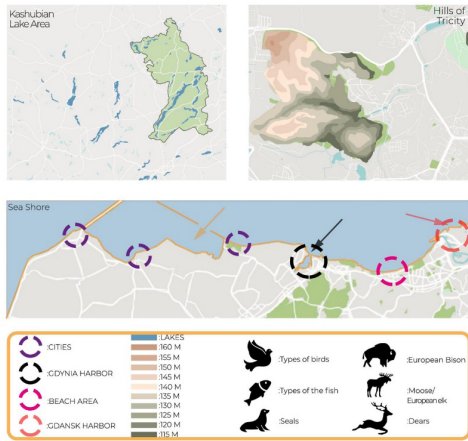 Kashubian
Lake Area
Hills of
Tricity
Sea Shore
:CITIES
:GDYNIA HARBOR
:BEACH AREA
:GDANSK HARBOR
:LAKES
:160 M
:155 M
:150 M
:145 M
:140 M
:135 M
:130 M
:125 M
:120 M
:115 M
:Types of birds
:Types of the fish
:Seals
:European Bison
:Moose/
European elk
:Dears